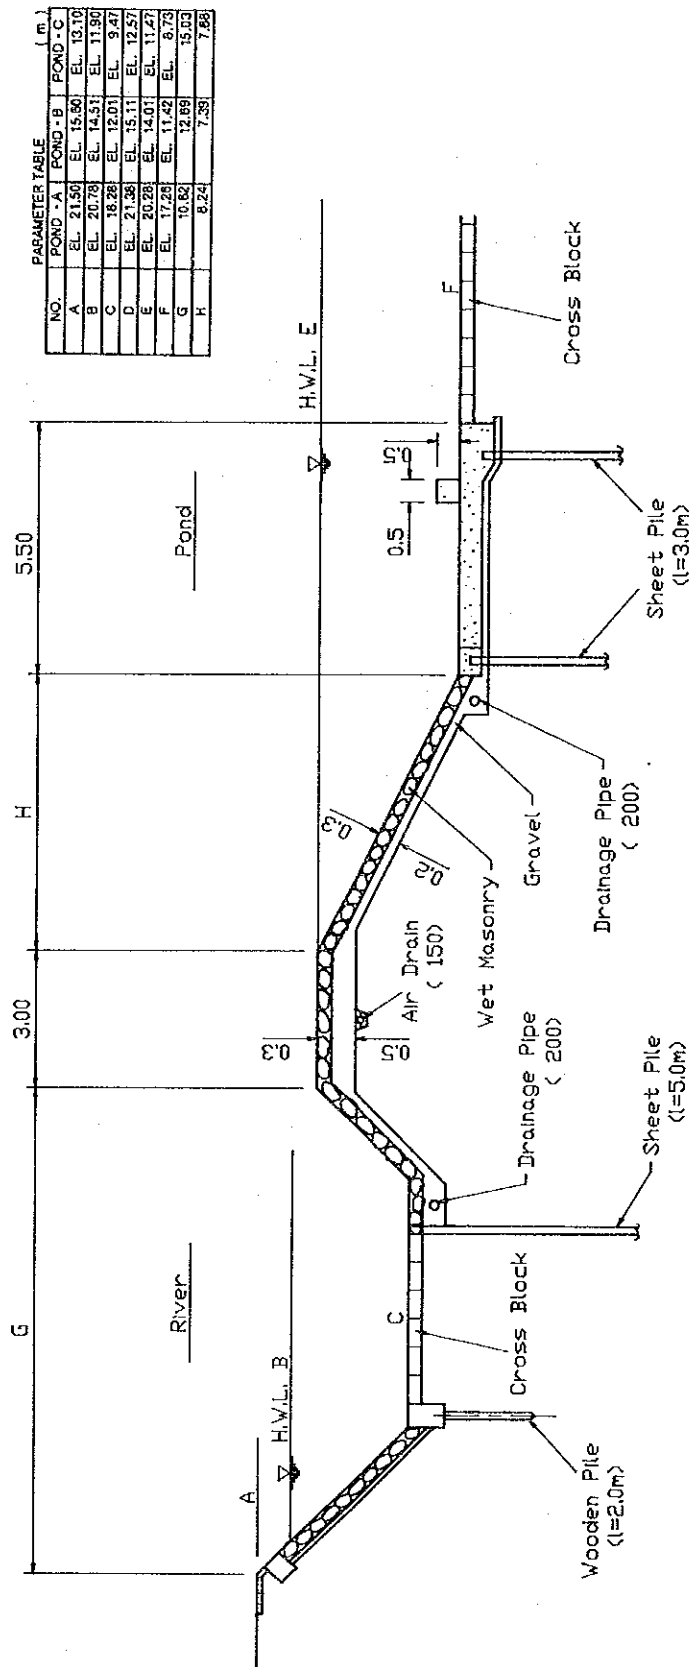 PARAMETER TABLE
( m )
NO. POND - A POND - B POND - C
A EL. 21.50 EL. 15.60 EL. 13.10
B EL. 20.78 EL. 14.51 EL. 11.90
C EL. 18.28 EL. 12.01 EL. 9.47
D EL. 21.38 EL. 15.11 EL. 12.57
E EL. 20.28 EL. 14.01 EL. 11.47
F EL. 17.28 EL. 11.42 EL. 8.73
G 10.62 12.69 15.03
H 8.24 7.39 7.68
G
3.00
H
5.50
River
Pond
A
H.W.L. B
H.W.L. E
C
F
0.3
0.5
0.3
0.2
0.5
0.5
Air Drain
( 150)
Wet Masonry
Gravel
Drainage Pipe
( 200)
Drainage Pipe
( 200)
Cross Block
Cross Block
Wooden Pile
(l=2.0m)
Sheet Pile
(l=5.0m)
Sheet Pile
(l=3.0m)